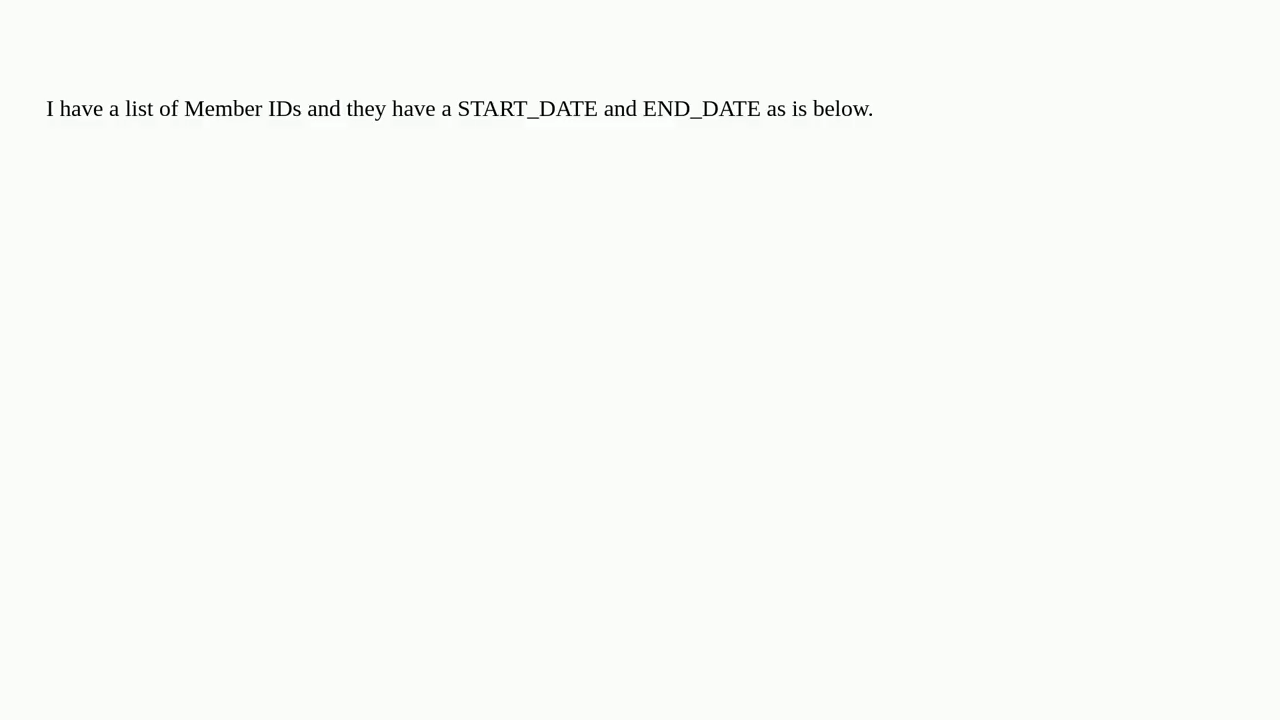 I have a list of Member IDs and they have a START_DATE and END_DATE as is below.